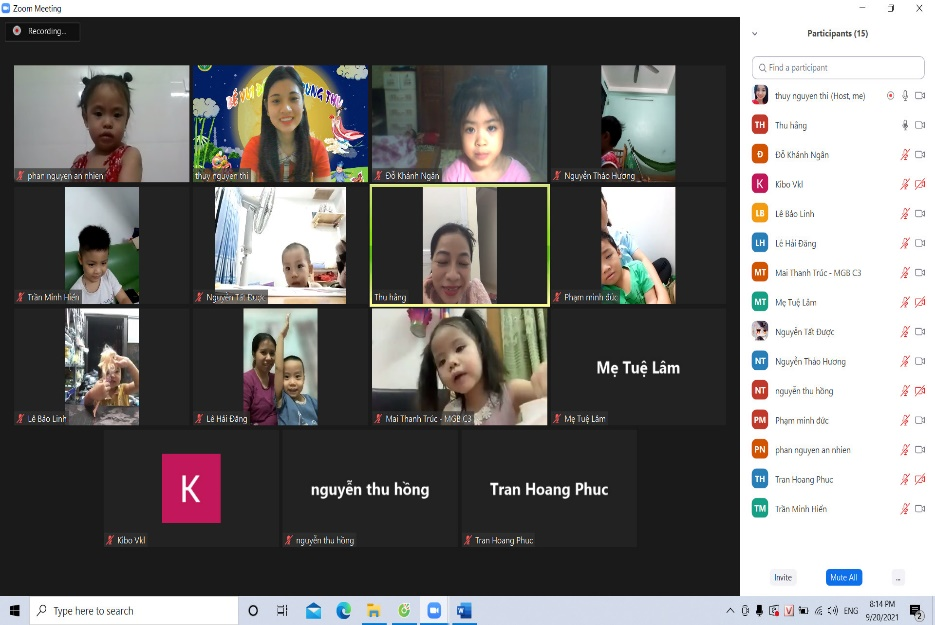 Zoom Meeting
Recording...
Participants (15)
Find a participant
phan nguyen an nhien
thuy nguyen thi
Đỗ Khánh Ngân
Nguyễn Thảo Hương
Trần Minh Hiển
Nguyễn Tất Được
Thu hằng
Phạm minh đức
Lê Bảo Linh
Lê Hải Đăng
Mai Thanh Trúc - MGB C3
Mẹ Tuệ Lâm
Mẹ Tuệ Lâm
K
Kibo Vkl
nguyễn thu hồng
nguyễn thu hồng
Tran Hoang Phuc
Tran Hoang Phuc
thuy nguyen thi (Host, me)
TH Thu hằng
Đ Đỗ Khánh Ngân
K Kibo Vkl
LB Lê Bảo Linh
LH Lê Hải Đăng
MT Mai Thanh Trúc - MGB C3
MT Mẹ Tuệ Lâm
Nguyễn Tất Được
NT Nguyễn Thảo Hương
NT nguyễn thu hồng
PM Phạm minh đức
PN phan nguyen an nhien
TH Tran Hoang Phuc
TM Trần Minh Hiển
Invite
Mute All
...
Type here to search
ENG
8:14 PM
9/20/2021
2